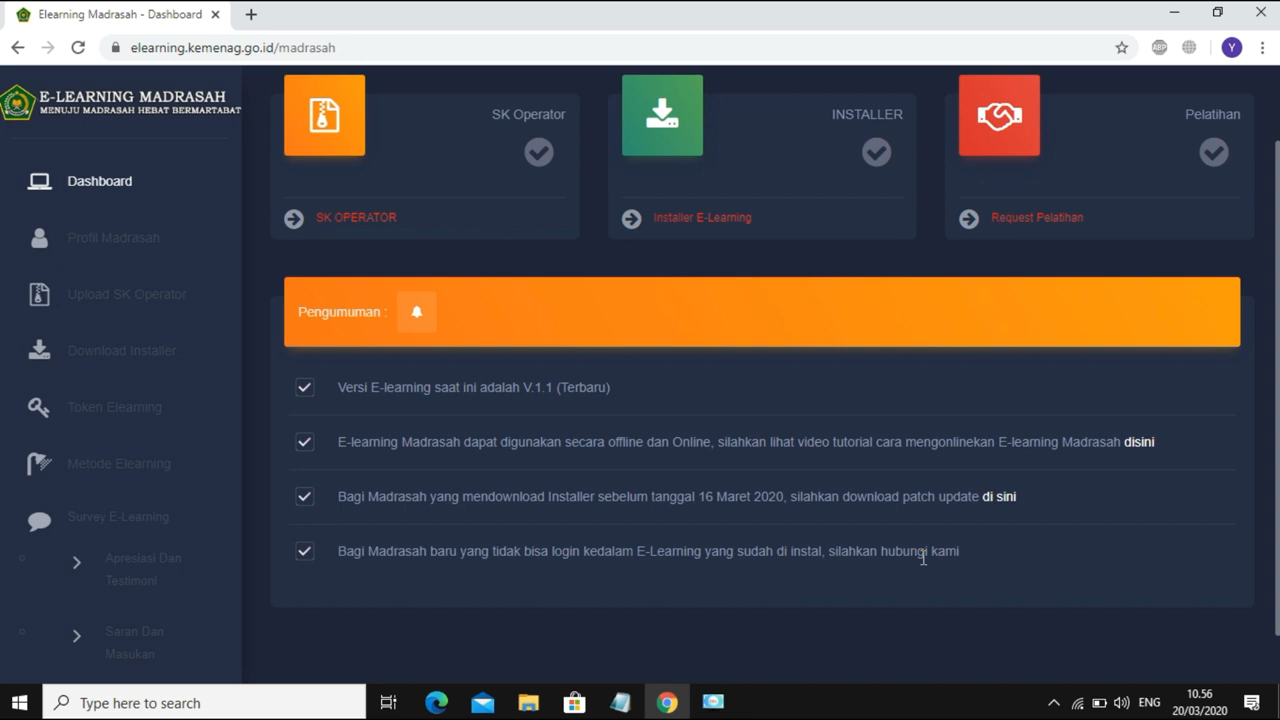 Elearning Madrasah - Dashboard
elearning.kemenag.go.id/madrasah
ABP
Y
E-LEARNING MADRASAH
MENUJU MADRASAH HEBAT BERMARTABAT
Dashboard
Profil Madrasah
Upload SK Operator
Download Installer
Token Elearning
Metode Elearning
Survey E-Learning
Apresiasi Dan
Testimoni
Saran Dan
Masukan
SK Operator
SK OPERATOR
INSTALLER
Installer E-Learning
Pelatihan
Request Pelatihan
Pengumuman :
Versi E-learning saat ini adalah V.1.1 (Terbaru)
E-learning Madrasah dapat digunakan secara offline dan Online, silahkan lihat video tutorial cara mengonlinekan E-learning Madrasah disini
Bagi Madrasah yang mendownload Installer sebelum tanggal 16 Maret 2020, silahkan download patch update di sini
Bagi Madrasah baru yang tidak bisa login kedalam E-Learning yang sudah di instal, silahkan hubungi kami
Type here to search
ENG
10.56
20/03/2020